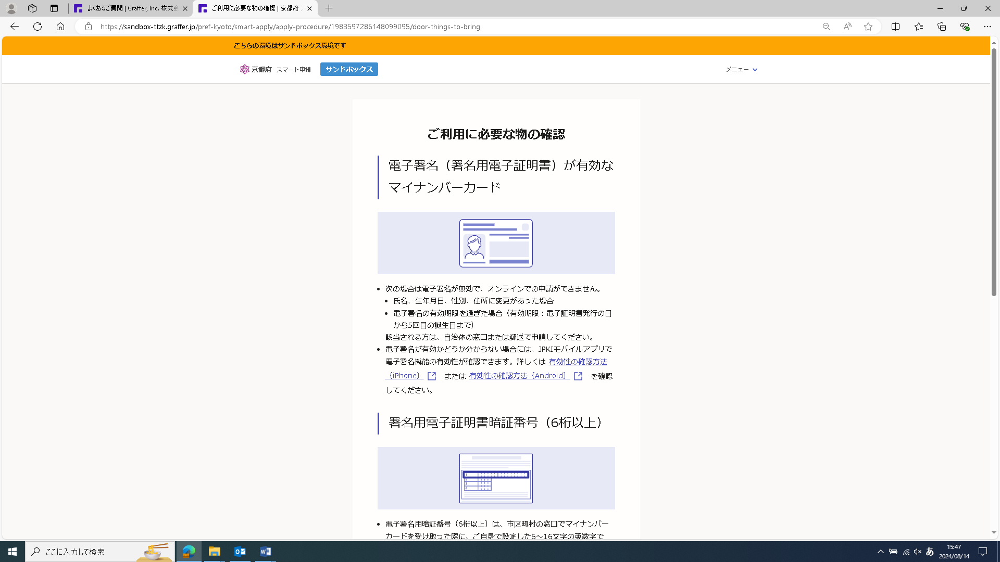 よくあるご質問 | Graffer, Inc. 株式会
ご利用に必要な物の確認 | 京都府 ス
https://sandbox-ttzk.graffer.jp/pref-kyoto/smart-apply/apply-procedure/1983597286148099095/door-things-to-bring
こちらの環境はサンドボックス環境です
京都府 スマート申請 サンドボックス メニュー
ご利用に必要な物の確認
電子署名（署名用電子証明書）が有効な
マイナンバーカード
次の場合は電子署名が無効で、オンラインでの申請ができません。
氏名、生年月日、性別、住所に変更があった場合
電子署名の有効期限を過ぎた場合（有効期限：電子証明書発行の日
から5回目の誕生日まで）
該当される方は、自治体の窓口または郵送で申請してください。
電子署名が有効かどうか分からない場合には、JPKIモバイルアプリで
電子署名機能の有効性が確認できます。詳しくは 有効性の確認方法
（iPhone） または 有効性の確認方法（Android） を確認
してください。
署名用電子証明書暗証番号（6桁以上）
1
2
3
4
電子署名用暗証番号（6桁以上）は、市区町村の窓口でマイナンバー
カードを受け取った際に、ご自身で設定した6〜16文字の英数字で
ここに入力して検索
あ
15:47
2024/08/14